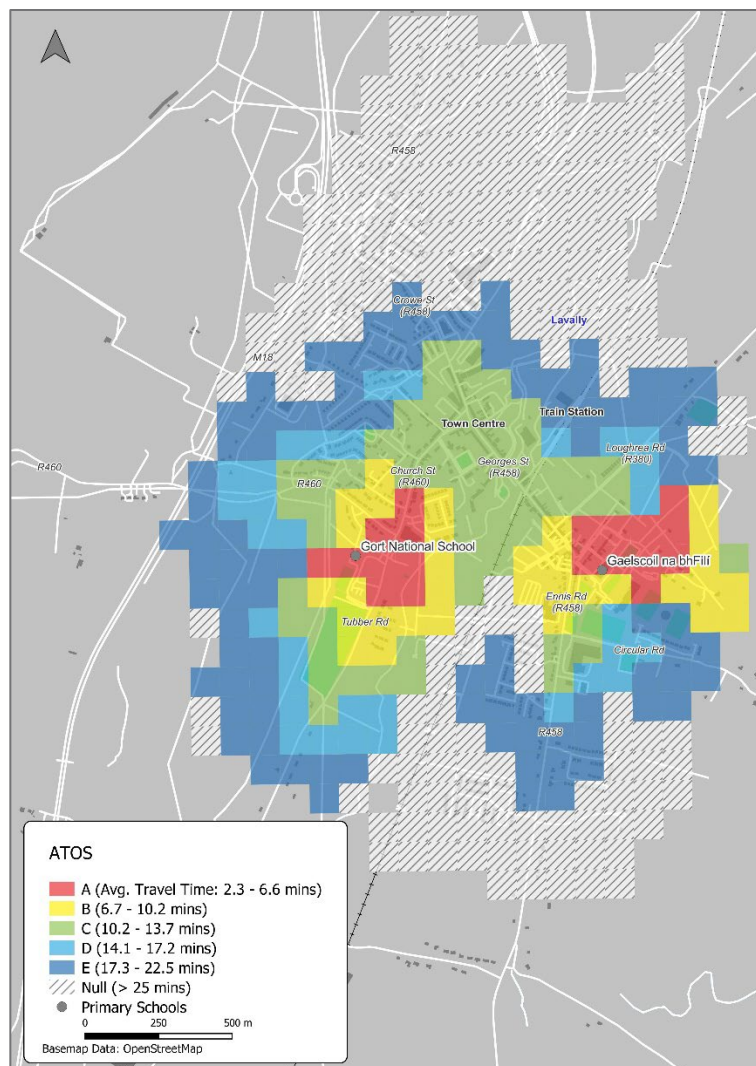 R458
Crowe St
(R458)
Lavally
M18
Town Centre
Train Station
Loughrea Rd
(R380)
Georges St
(R458)
Church St
(R460)
R460
R460
Gort National School
Gaelscoil na bhFilí
Ennis Rd
(R458)
Tubber Rd
Circular Rd
R458
ATOS
A (Avg. Travel Time: 2.3 - 6.6 mins)
B (6.7 - 10.2 mins)
C (10.2 - 13.7 mins)
D (14.1 - 17.2 mins)
E (17.3 - 22.5 mins)
Null (> 25 mins)
Primary Schools
0 250 500 m
Basemap Data: OpenStreetMap